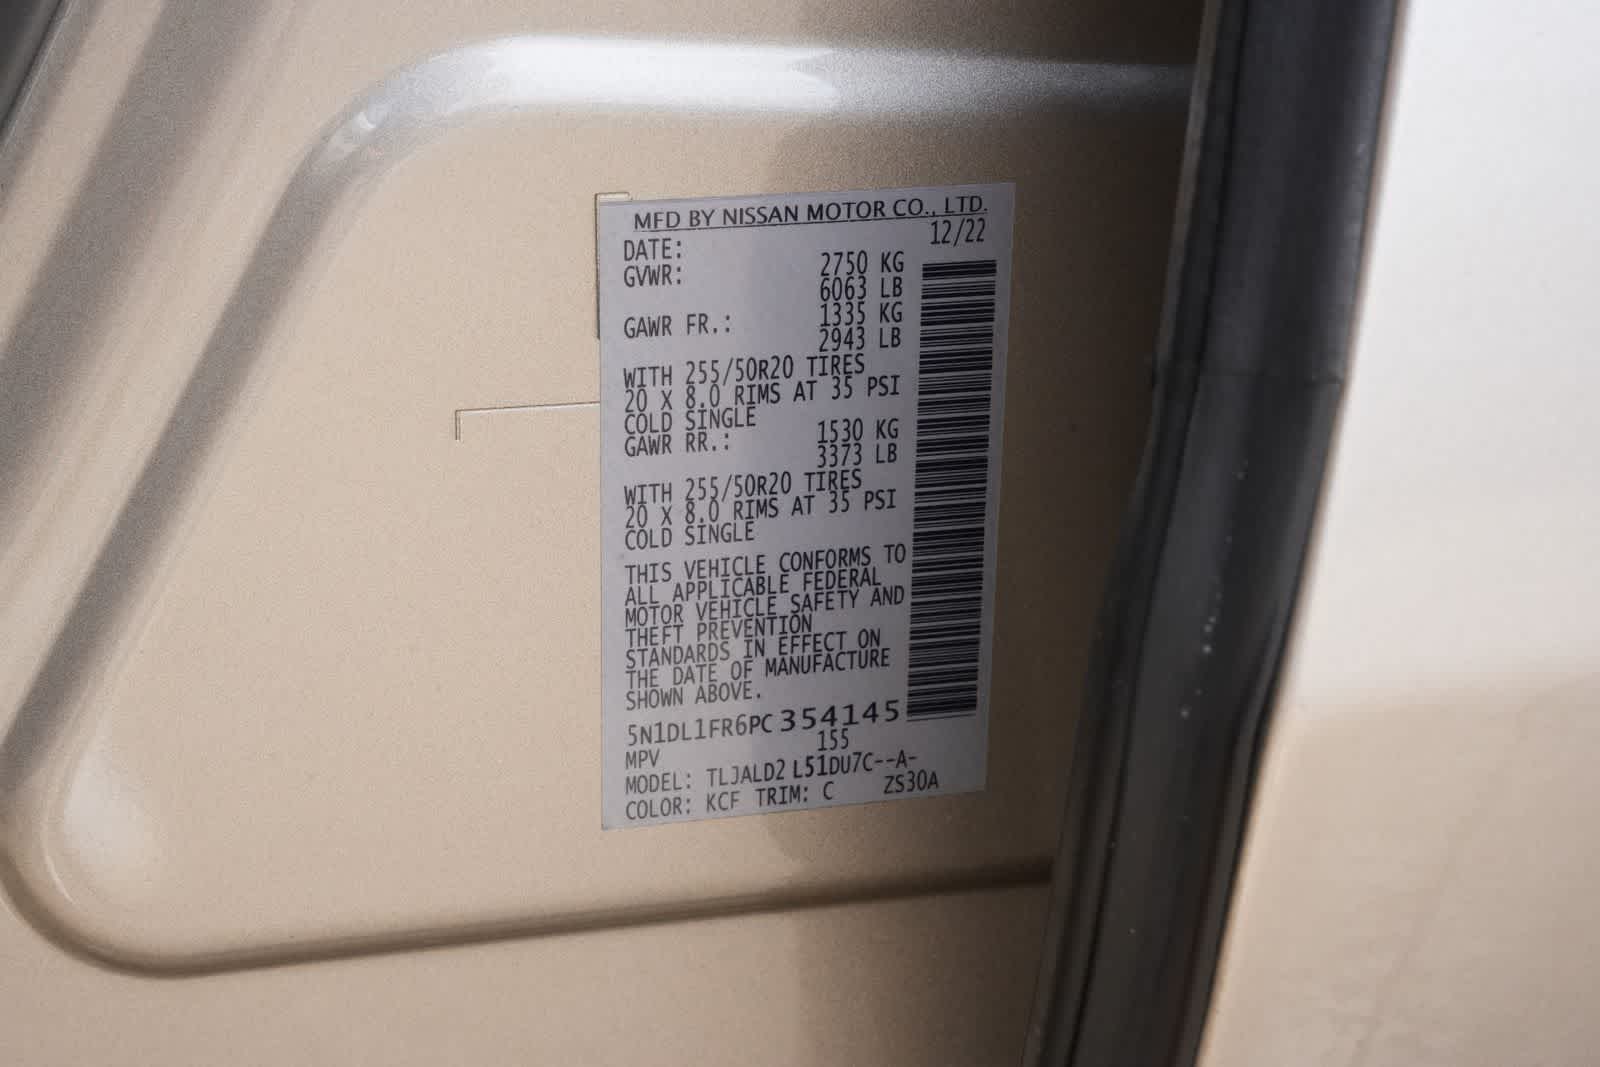 MFD BY NISSAN MOTOR CO., LTD.
DATE: 12/22
GVWR: 2750 KG
6063 LB
GAWR FR.: 1335 KG
2943 LB
WITH 255/50R20 TIRES
20 X 8.0 RIMS AT 35 PSI
COLD SINGLE
GAWR RR.: 1530 KG
3373 LB
WITH 255/50R20 TIRES
20 X 8.0 RIMS AT 35 PSI
COLD SINGLE
THIS VEHICLE CONFORMS TO
ALL APPLICABLE FEDERAL
MOTOR VEHICLE SAFETY AND
THEFT PREVENTION
STANDARDS IN EFFECT ON
THE DATE OF MANUFACTURE
SHOWN ABOVE.
5N1DL1FR6PC 354145
MPV 155
MODEL: TLJALD2 L51DU7C--A-
COLOR: KCF TRIM: C ZS30A